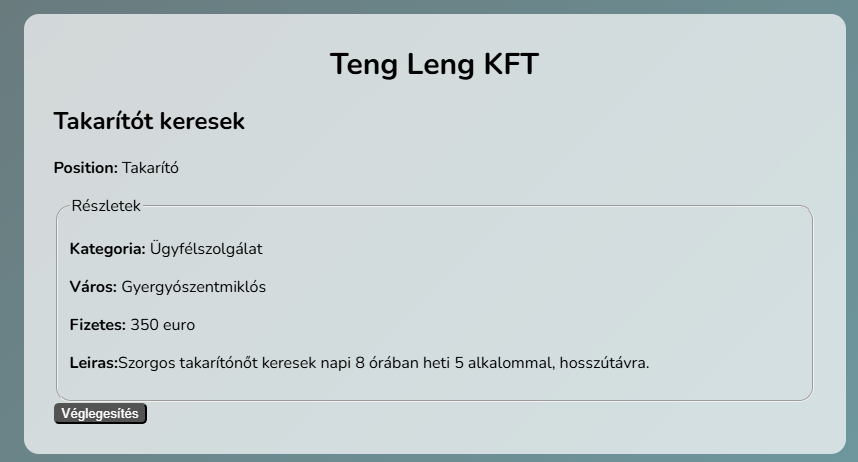 Teng Leng KFT
Takarítót keresek
Position: Takarító
Részletek
Kategoria: Ügyfélszolgálat
Város: Gyergyószentmiklós
Fizetes: 350 euro
Leiras:Szorgos takarítónőt keresek napi 8 órában heti 5 alkalommal, hosszútávra.
Véglegesítés